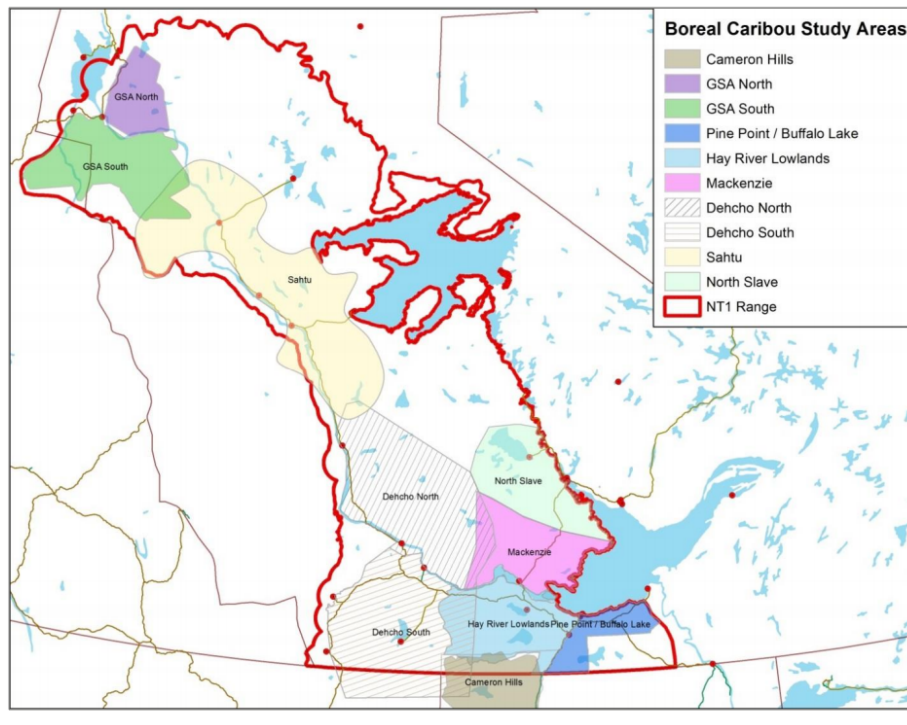 Boreal Caribou Study Areas
Cameron Hills
GSA North
GSA South
Pine Point / Buffalo Lake
Hay River Lowlands
Mackenzie
Dehcho North
Dehcho South
Sahtu
North Slave
NT1 Range
GSA North
GSA South
Sahtu
North Slave
Dehcho North
Mackenzie
Hay River Lowlands
Pine Point / Buffalo Lake
Dehcho South
Cameron Hills